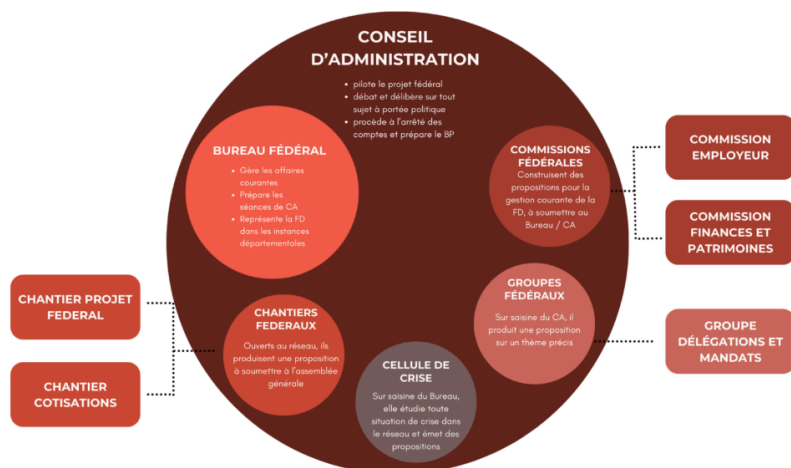 CONSEIL
D'ADMINISTRATION
• pilote le projet fédéral
• débat et délibère sur tout
sujet à portée politique
• procède à l'arrêté des
comptes et prépare le BP
BUREAU FÉDÉRAL
• Gère les affaires
courantes
• Prépare les
séances de CA
• Représente la FD
dans les instances
départementales
COMMISSIONS
FÉDÉRALES
Construisent des
propositions pour la
gestion courante de la
FD, à soumettre au
Bureau / CA
COMMISSION
EMPLOYEUR
COMMISSION
FINANCES ET
PATRIMOINES
GROUPES
FÉDÉRAUX
Sur saisine du CA, il
produit une proposition
sur un thème précis
GROUPE
DÉLÉGATIONS ET
MANDATS
CHANTIER PROJET
FEDERAL
CHANTIER
COTISATIONS
CHANTIERS
FEDERAUX
Ouverts au réseau, ils
produisent une proposition
à soumettre à l'assemblée
générale
CELLULE DE
CRISE
Sur saisine du Bureau,
elle étudie toute
situation de crise dans
le réseau et émet des
propositions